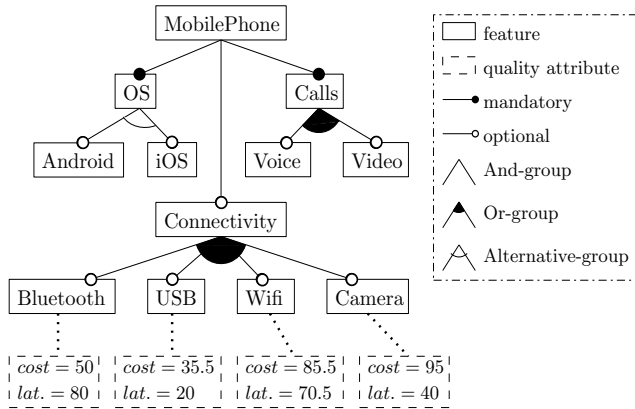 MobilePhone
OS
Calls
Android
iOS
Voice
Video
Connectivity
Bluetooth
USB
Wifi
Camera
cost = 50
lat. = 80
cost = 35.5
lat. = 20
cost = 85.5
lat. = 70.5
cost = 95
lat. = 40
feature
quality attribute
mandatory
optional
And-group
Or-group
Alternative-group